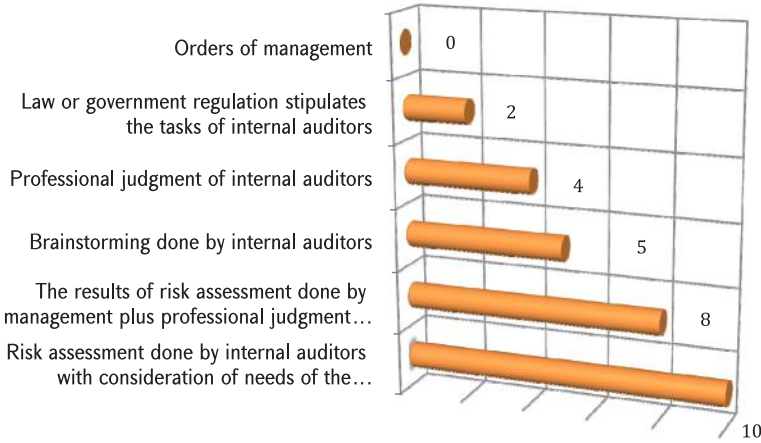 Orders of management
0
Law or government regulation stipulates
the tasks of internal auditors
2
Professional judgment of internal auditors
4
Brainstorming done by internal auditors
5
The results of risk assessment done by
management plus professional judgment…
8
Risk assessment done by internal auditors
with consideration of needs of the…
10